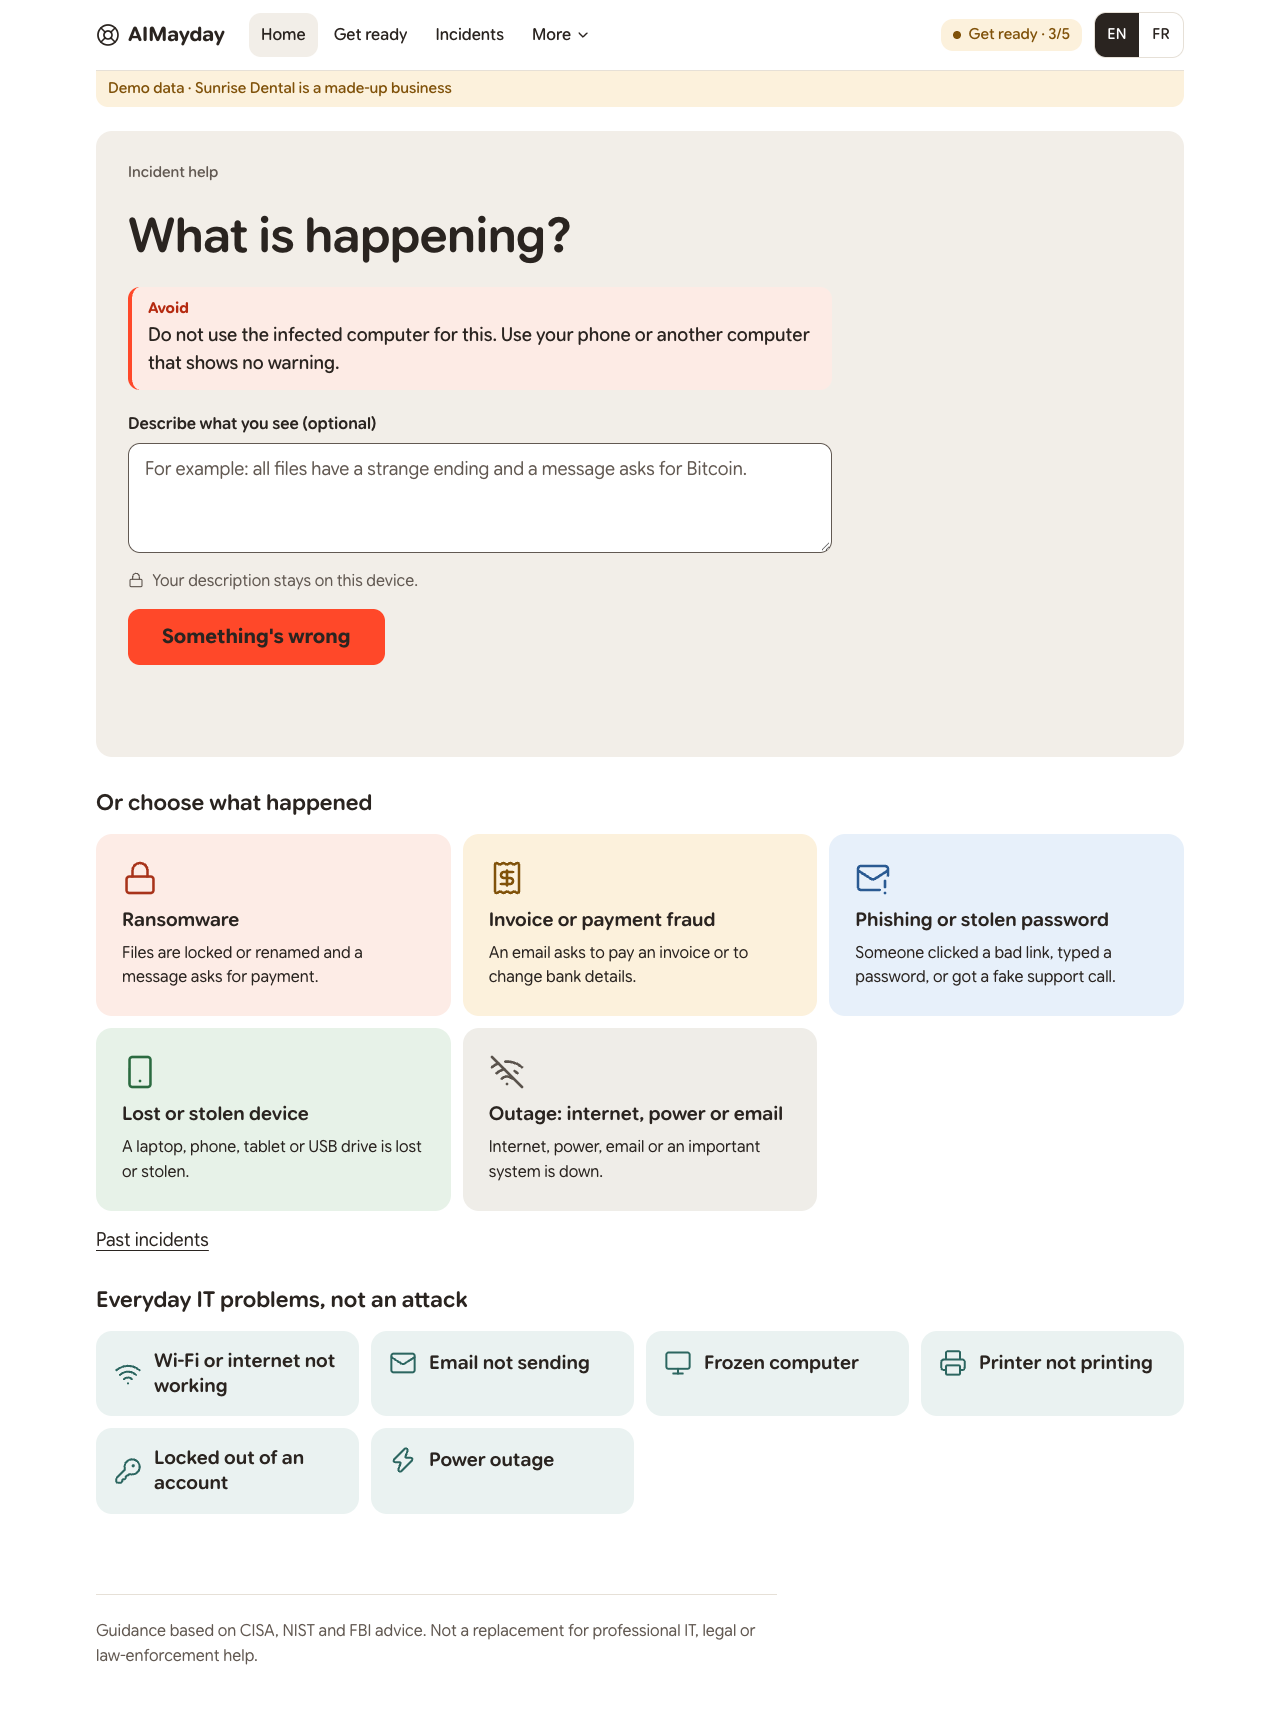 AIMayday
Home
Get ready
Incidents
More
Get ready · 3/5
EN
FR
Demo data · Sunrise Dental is a made-up business
Incident help
What is happening?
Avoid
Do not use the infected computer for this. Use your phone or another computer
that shows no warning.
Describe what you see (optional)
For example: all files have a strange ending and a message asks for Bitcoin.
Your description stays on this device.
Something's wrong
Or choose what happened
Ransomware
Files are locked or renamed and a
message asks for payment.
Invoice or payment fraud
An email asks to pay an invoice or to
change bank details.
Phishing or stolen password
Someone clicked a bad link, typed a
password, or got a fake support call.
Lost or stolen device
A laptop, phone, tablet or USB drive is lost
or stolen.
Outage: internet, power or email
Internet, power, email or an important
system is down.
Past incidents
Everyday IT problems, not an attack
Wi-Fi or internet not
working
Email not sending
Frozen computer
Printer not printing
Locked out of an
account
Power outage
Guidance based on CISA, NIST and FBI advice. Not a replacement for professional IT, legal or
law-enforcement help.